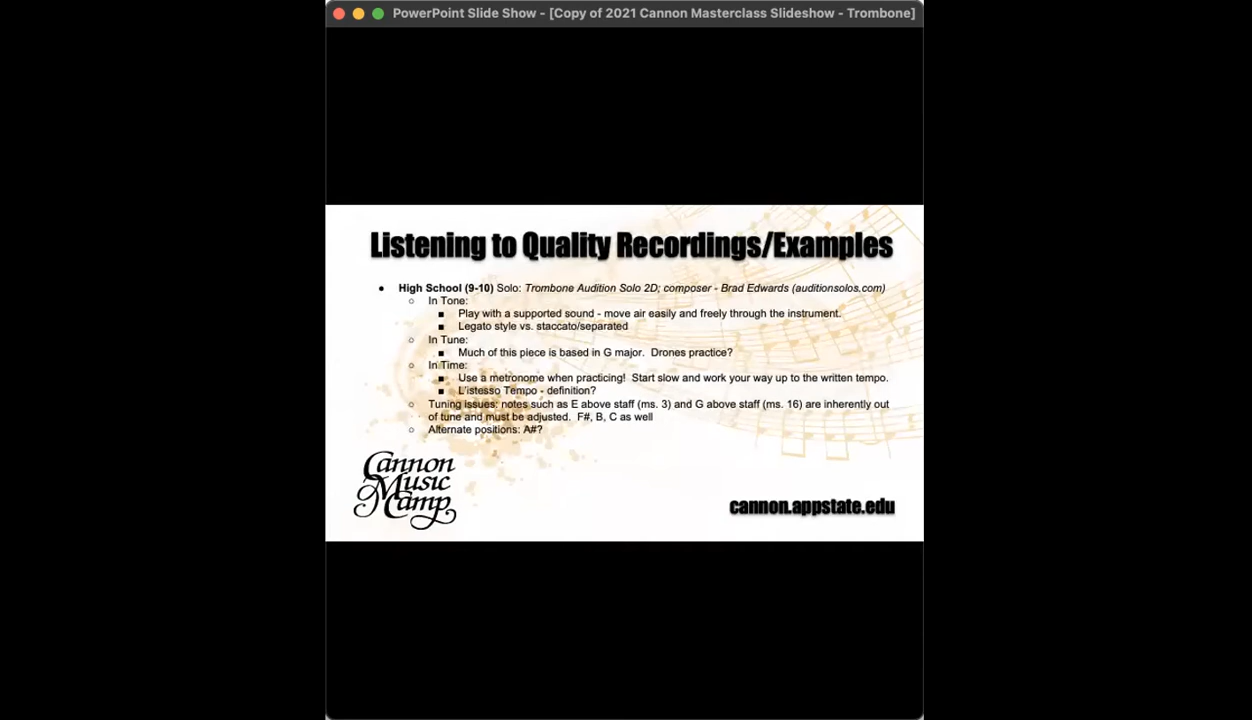 PowerPoint Slide Show - [Copy of 2021 Cannon Masterclass Slideshow - Trombone]
Listening to Quality Recordings/Examples
● High School (9-10) Solo: Trombone Audition Solo 2D; composer - Brad Edwards (auditionsolos.com)
○ In Tone:
■ Play with a supported sound - move air easily and freely through the instrument.
■ Legato style vs. staccato/separated
○ In Tune:
■ Much of this piece is based in G major. Drones practice?
○ In Time:
■ Use a metronome when practicing! Start slow and work your way up to the written tempo.
■ L'istesso Tempo - definition?
○ Tuning issues: notes such as E above staff (ms. 3) and G above staff (ms. 16) are inherently out
of tune and must be adjusted. F#, B, C as well
○ Alternate positions: A#?
Cannon
Music
Camp
cannon.appstate.edu